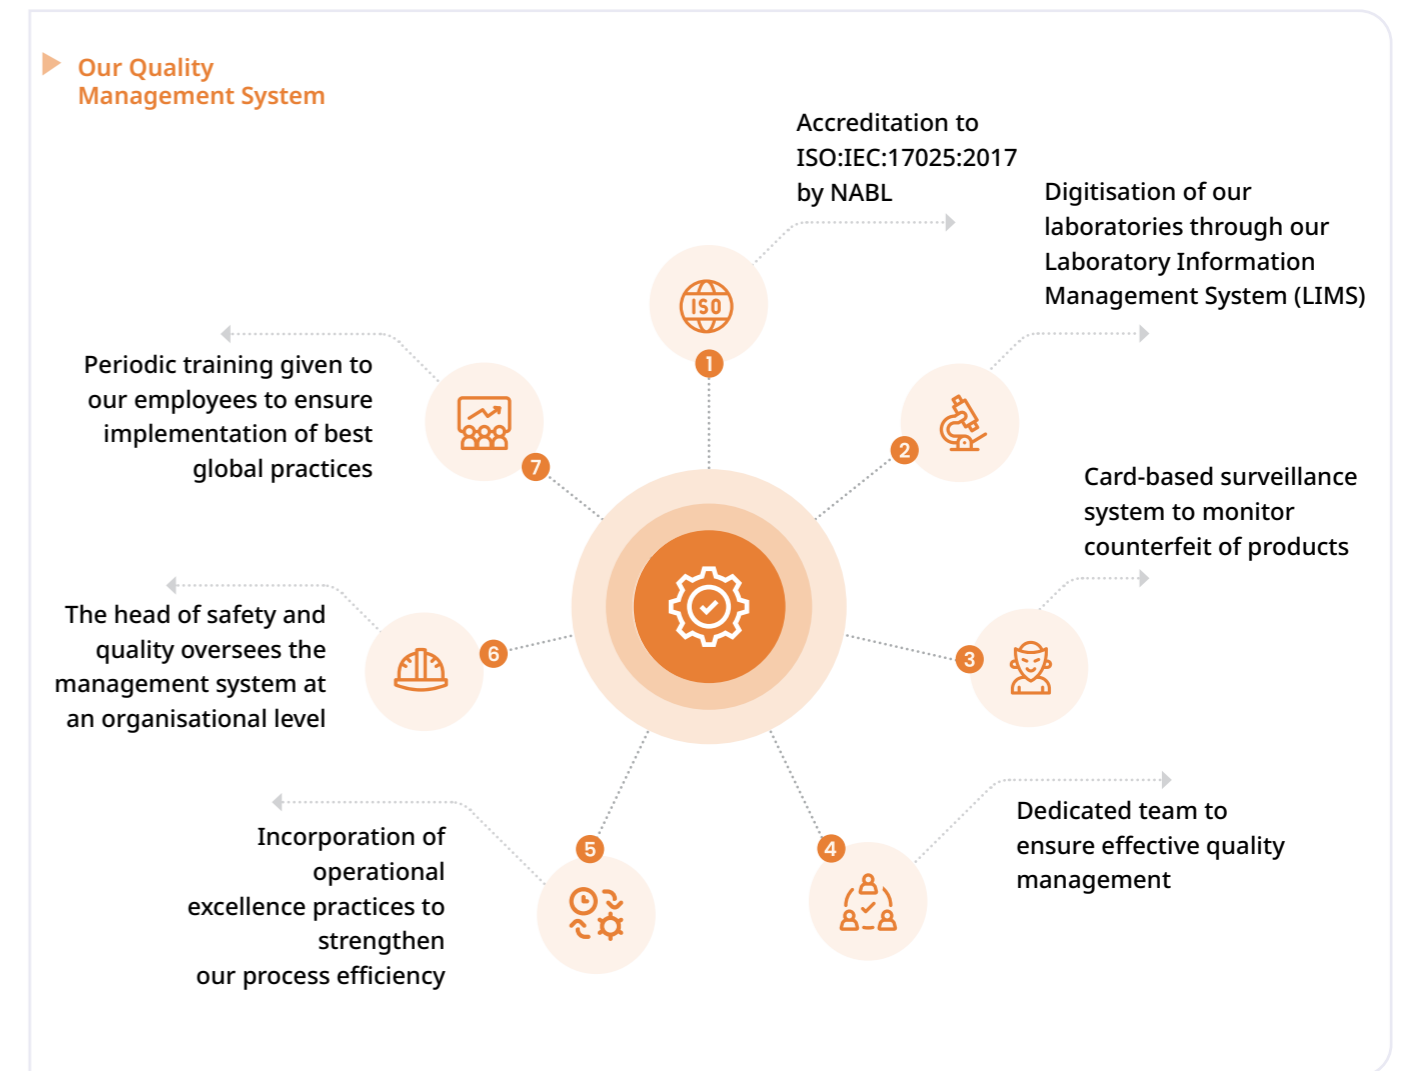 Our Quality
Management System
Accreditation to
ISO:IEC:17025:2017
by NABL
ISO
1
Digitisation of our
laboratories through our
Laboratory Information
Management System (LIMS)
2
Card-based surveillance
system to monitor
counterfeit of products
3
Dedicated team to
ensure effective quality
management
4
Incorporation of
operational
excellence practices to
strengthen
our process efficiency
5
The head of safety and
quality oversees the
management system at
an organisational level
6
Periodic training given to
our employees to ensure
implementation of best
global practices
7